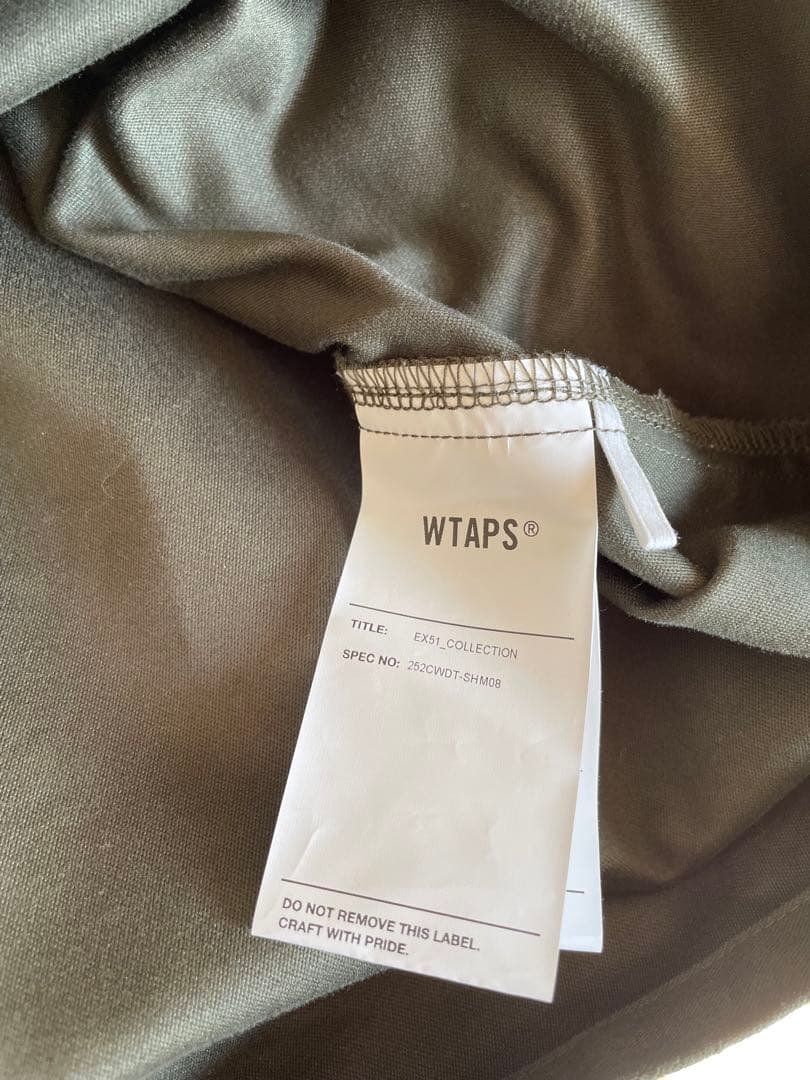 WTAPS®
TITLE: EX51_COLLECTION
SPEC NO: 252CWDT-SHM08
DO NOT REMOVE THIS LABEL.
CRAFT WITH PRIDE.